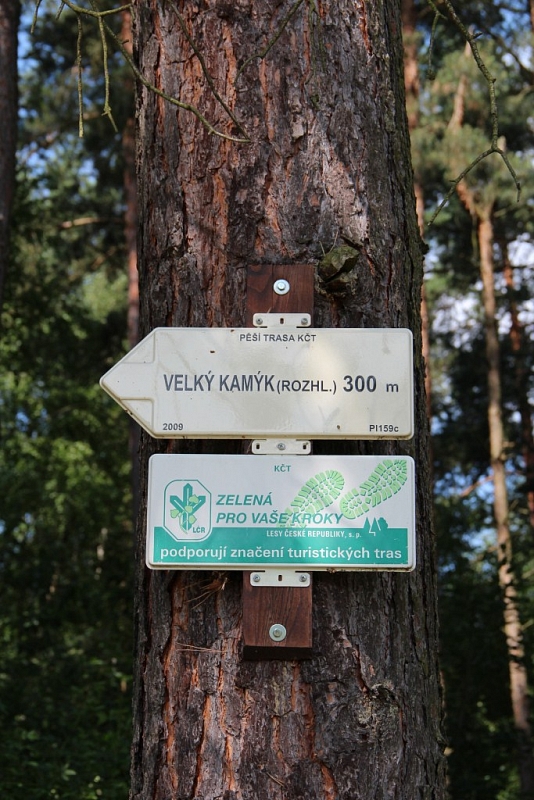 PĚŠÍ TRASA KČT
VELKÝ KAMÝK (ROZHL.) 300 m
2009 PI159c
KČT
ZELENÁ
PRO VAŠE KROKY
LČR
LESY ČESKÉ REPUBLIKY, s. p.
podporují značení turistických tras